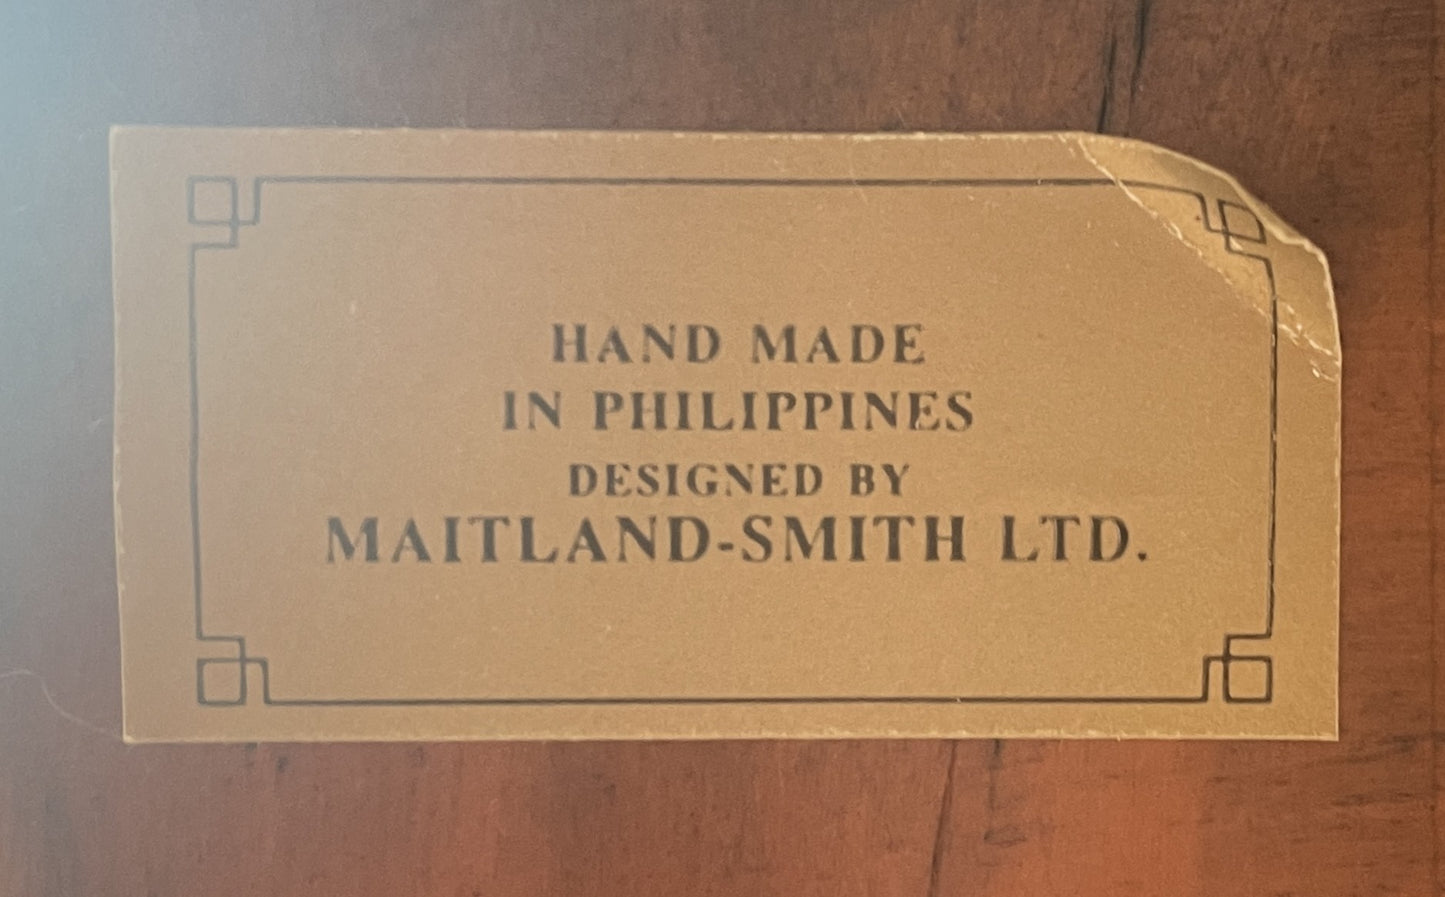 HAND MADE
IN PHILIPPINES
DESIGNED BY
MAITLAND-SMITH LTD.